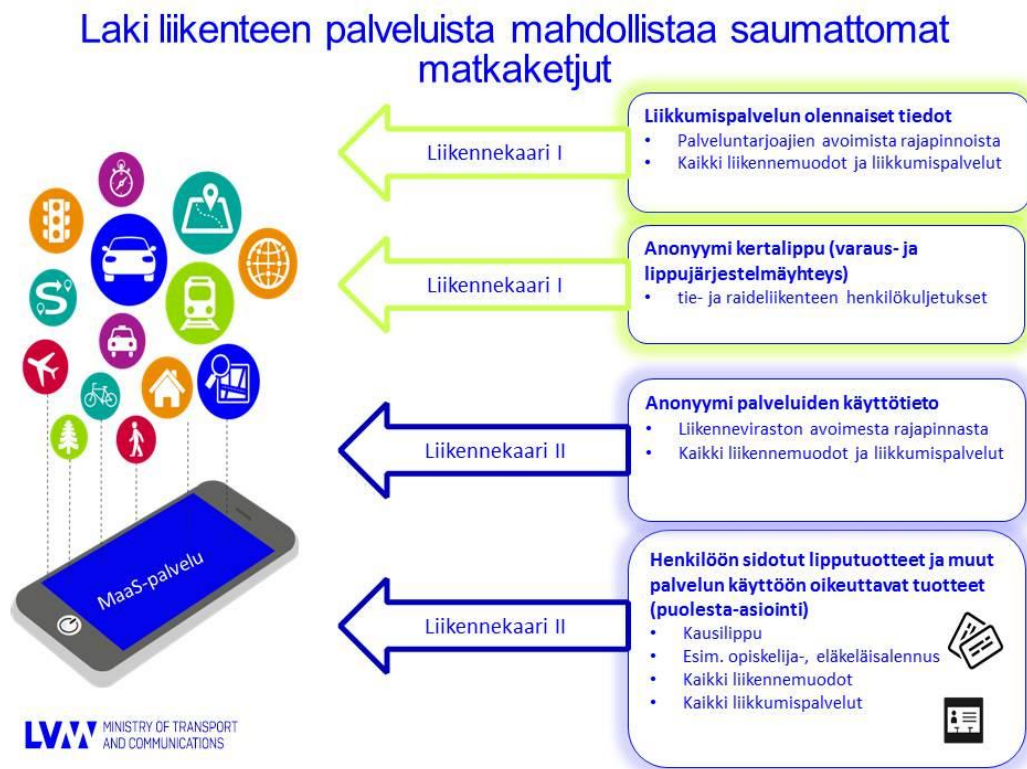 Laki liikenteen palveluista mahdollistaa saumattomat
matkaketjut
Liikennekaari I
Liikkumispalvelun olennaiset tiedot
• Palveluntarjoajien avoimista rajapinnoista
• Kaikki liikennemuodot ja liikkumispalvelut
Liikennekaari I
Anonyymi kertalippu (varaus- ja
lippujärjestelmäyhteys)
• tie- ja raideliikenteen henkilökuljetukset
Liikennekaari II
Anonyymi palveluiden käyttötieto
• Liikenneviraston avoimesta rajapinnasta
• Kaikki liikennemuodot ja liikkumispalvelut
MaaS-palvelu
Liikennekaari II
Henkilöön sidotut lipputuotteet ja muut
palvelun käyttöön oikeuttavat tuotteet
(puolesta-asiointi)
• Kausilippu
• Esim. opiskelija-, eläkeläisalennus
• Kaikki liikennemuodot
• Kaikki liikkumispalvelut
LVM MINISTRY OF TRANSPORT
AND COMMUNICATIONS